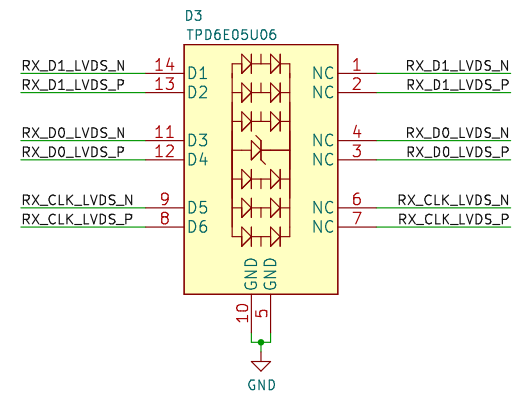 D3
TPD6E05U06
RX_D1_LVDS_N 14 D1 NC 1 RX_D1_LVDS_N
RX_D1_LVDS_P 13 D2 NC 2 RX_D1_LVDS_P
RX_D0_LVDS_N 11 D3 NC 4 RX_D0_LVDS_N
RX_D0_LVDS_P 12 D4 NC 3 RX_D0_LVDS_P
RX_CLK_LVDS_N 9 D5 NC 6 RX_CLK_LVDS_N
RX_CLK_LVDS_P 8 D6 NC 7 RX_CLK_LVDS_P
GND GND
10 5
GND